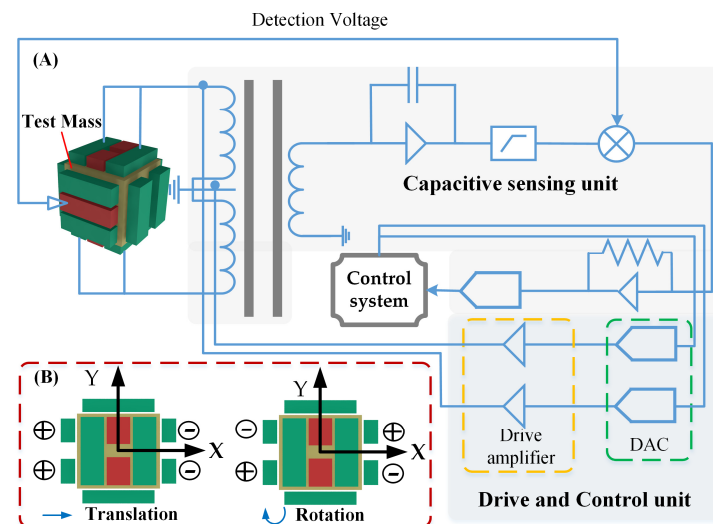 Detection Voltage
(A)
Test Mass
Capacitive sensing unit
Control
system
(B)
Y
X
Translation
Y
X
Rotation
Drive
amplifier
DAC
Drive and Control unit